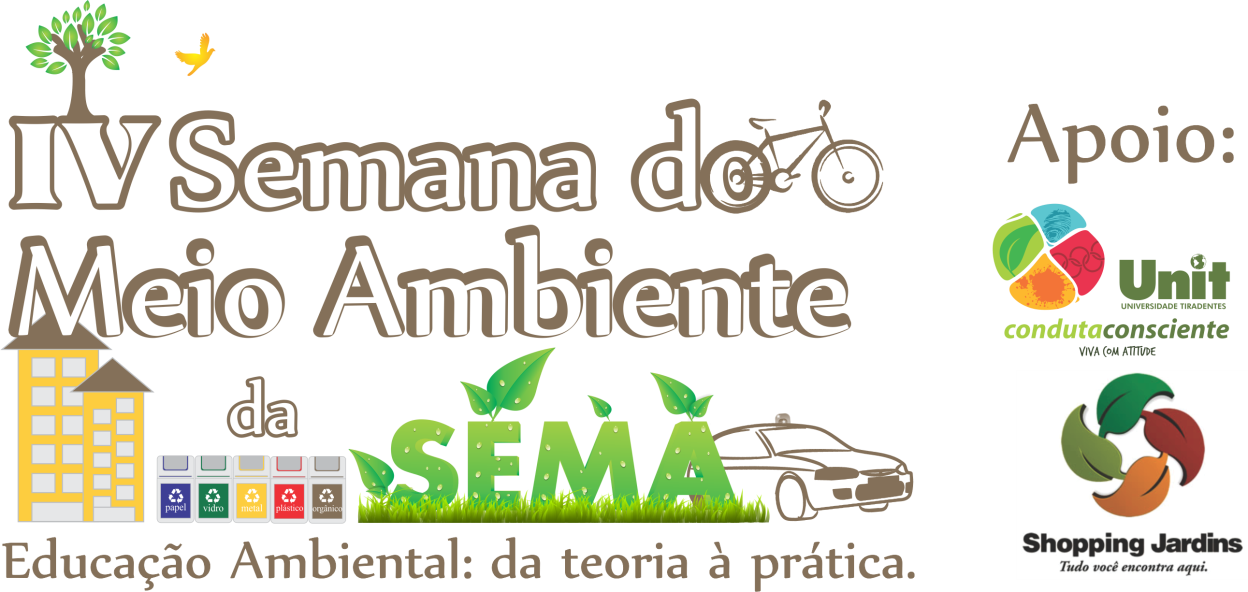 IV Semana do
Meio Ambiente
da
SEMA
papel
vidro
metal
plástico
orgânico
Educação Ambiental: da teoria à prática.
Apoio:
Unit
UNIVERSIDADE TIRADENTES
condutaconsciente
VIVA COM ATITUDE
Shopping Jardins
Tudo você encontra aqui.